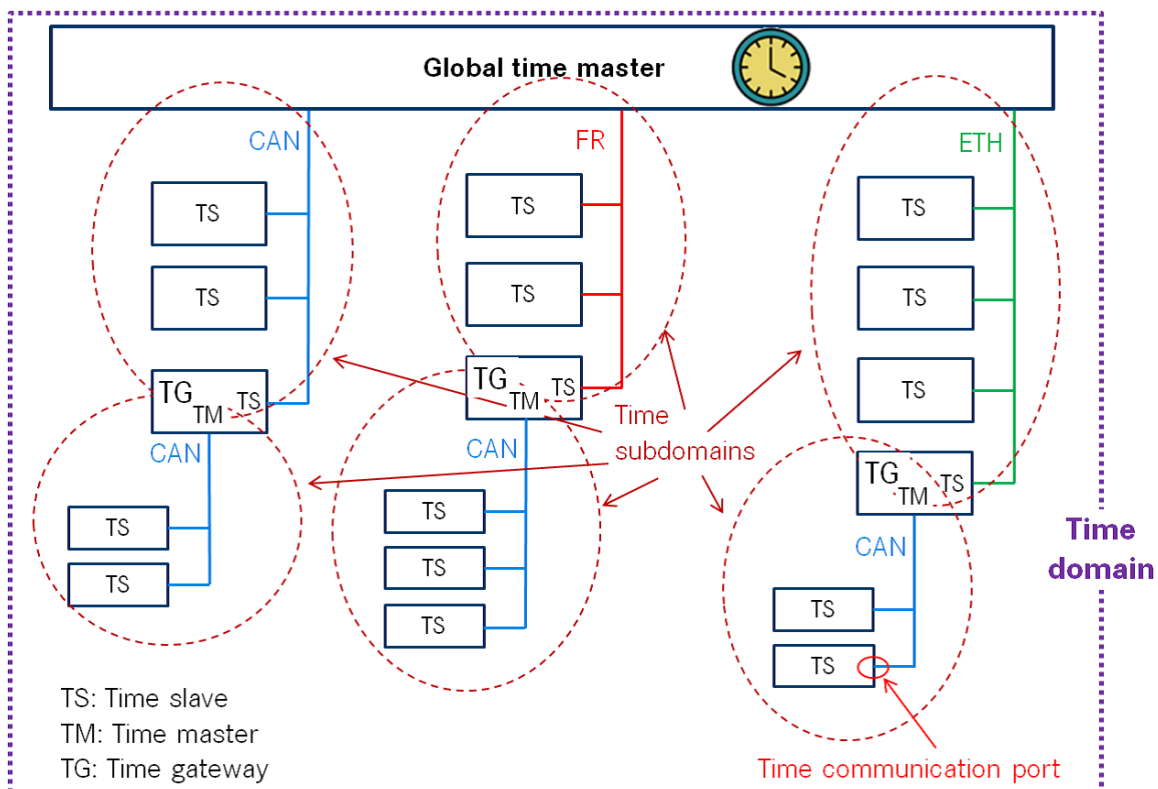 Global time master
CAN
FR
ETH
TS
TS
TS
TS
TS
TS
TS
TG
TM
TS
TG
TM
TS
TG
TM
TS
CAN
CAN
CAN
Time
subdomains
TS
TS
TS
TS
TS
TS
TS
Time
domain
TS: Time slave
TM: Time master
TG: Time gateway
Time communication port